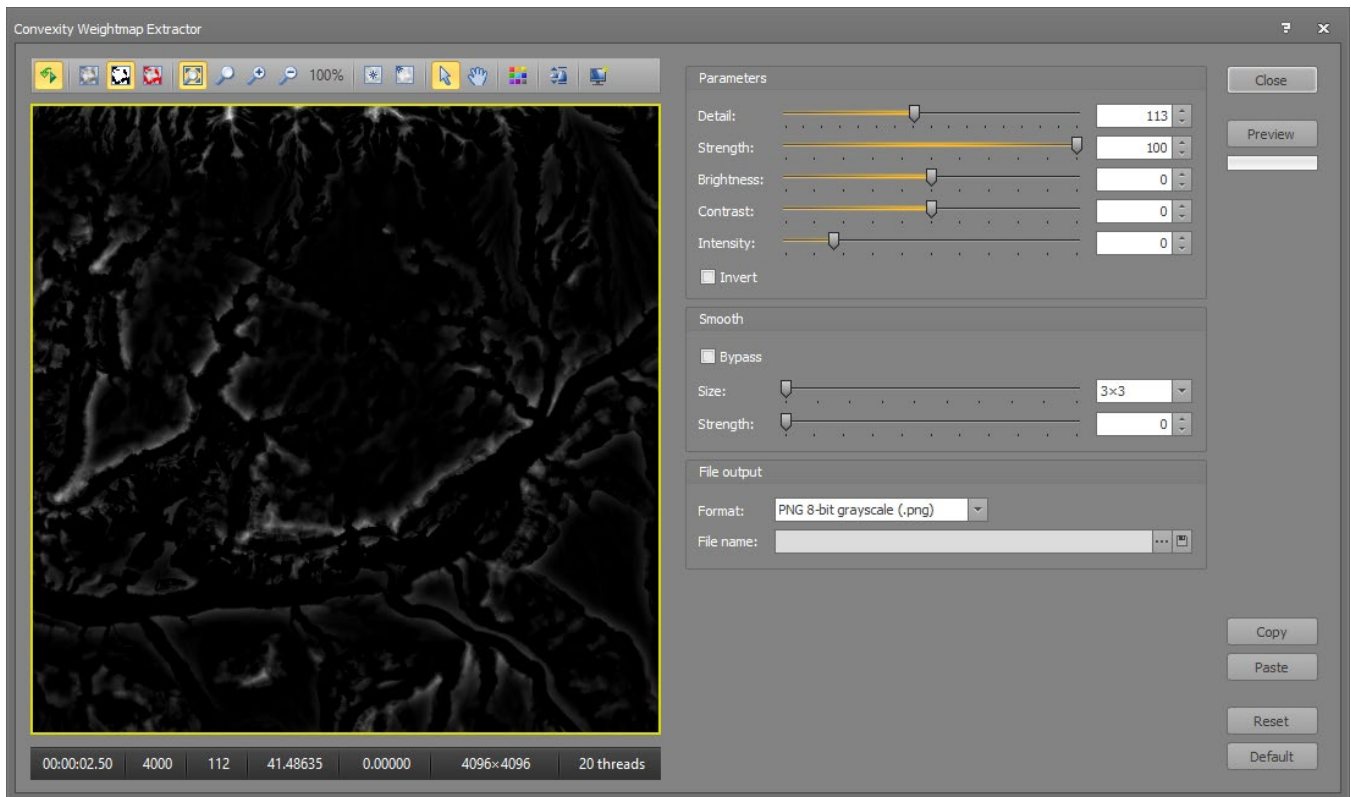 Convexity Weightmap Extractor
100%
Parameters
Detail: 113
Strength: 100
Brightness: 0
Contrast: 0
Intensity: 0
Invert
Smooth
Bypass
Size: 3×3
Strength: 0
File output
Format: PNG 8-bit grayscale (.png)
File name:
Close
Preview
Copy
Paste
Reset
Default
00:00:02.50 4000 112 41.48635 0.00000 4096×4096 20 threads